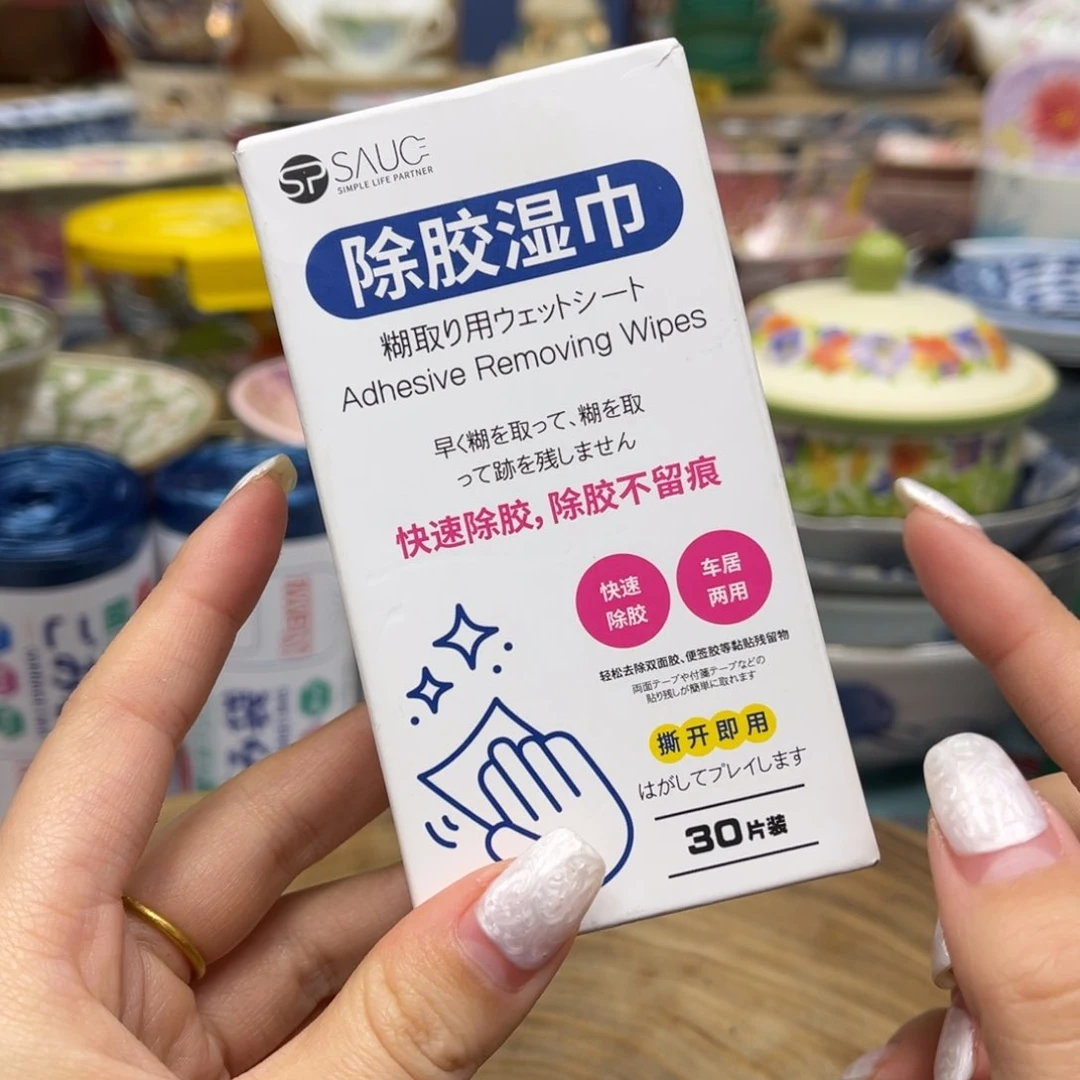 SP SAUCE
SIMPLE LIFE PARTNER
除胶湿巾
糊取り用ウェットシート
Adhesive Removing Wipes
早く糊を取って、糊を取
って跡を残しません
快速除胶,除胶不留痕
快速
除胶
车居
两用
轻松去除双面胶、便签胶等黏贴残留物
両面テープや付箋テープなどの
貼り残しが簡単に取れます
撕开即用
はがしてプレイします
30片装